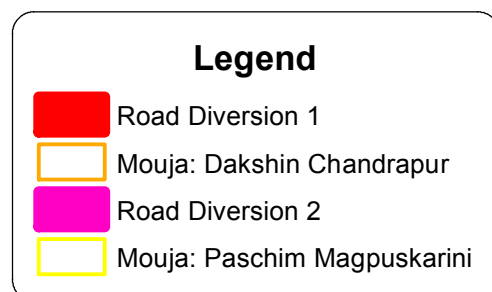 Legend
Road Diversion 1
Mouja: Dakshin Chandrapur
Road Diversion 2
Mouja: Paschim Magpuskarini